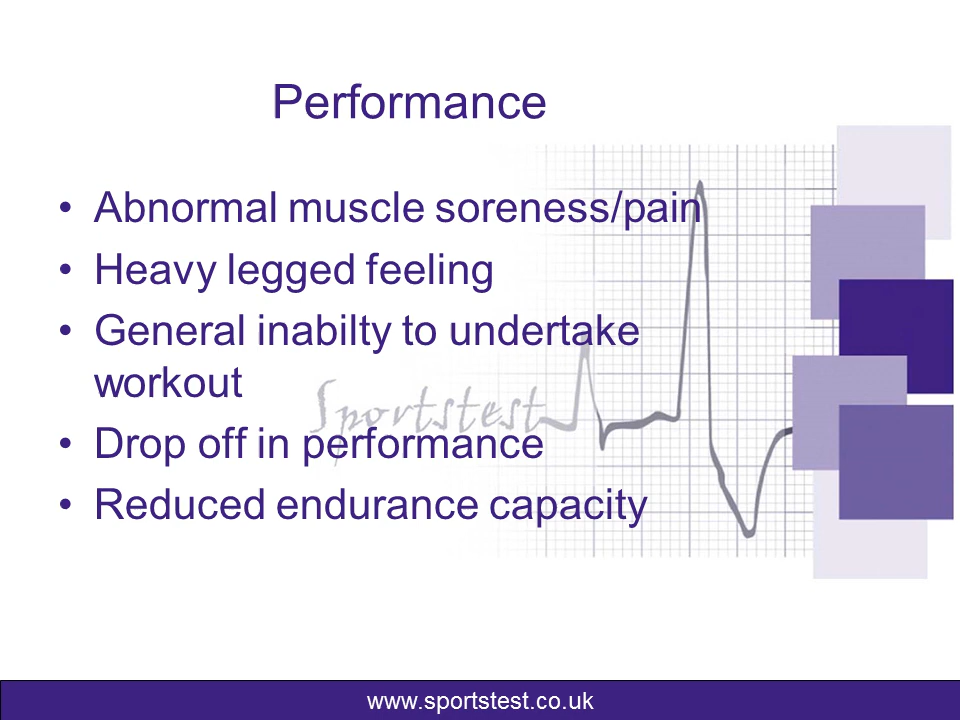 Performance
• Abnormal muscle soreness/pain
• Heavy legged feeling
• General inabilty to undertake
workout
Sportstest
• Drop off in performance
• Reduced endurance capacity
www.sportstest.co.uk